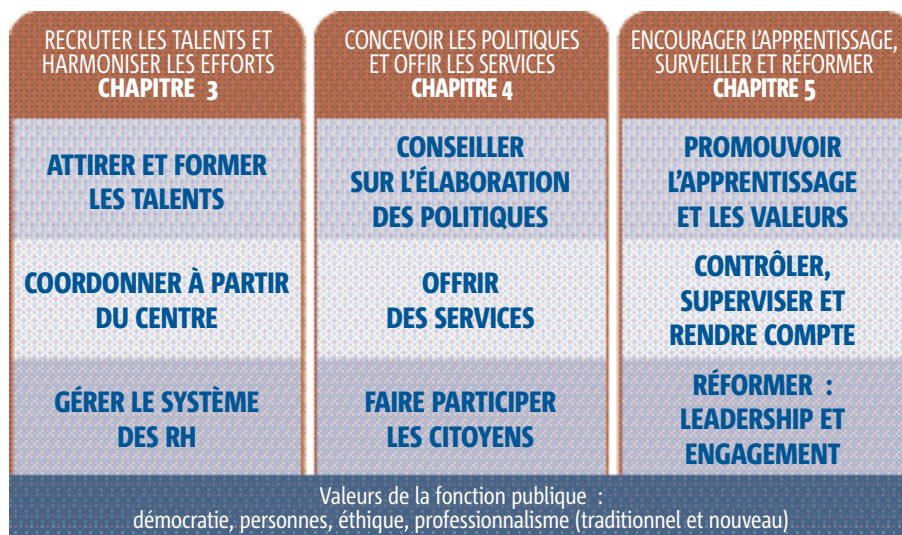 RECRUTER LES TALENTS ET
HARMONISER LES EFFORTS
CHAPITRE 3
ATTIRER ET FORMER
LES TALENTS
COORDONNER À PARTIR
DU CENTRE
GÉRER LE SYSTÈME
DES RH
CONCEVOIR LES POLITIQUES
ET OFFIR LES SERVICES
CHAPITRE 4
CONSEILLER
SUR L'ÉLABORATION
DES POLITIQUES
OFFRIR
DES SERVICES
FAIRE PARTICIPER
LES CITOYENS
ENCOURAGER L'APPRENTISSAGE,
SURVEILLER ET RÉFORMER
CHAPITRE 5
PROMOUVOIR
L'APPRENTISSAGE
ET LES VALEURS
CONTRÔLER,
SUPERVISER ET
RENDRE COMPTE
RÉFORMER :
LEADERSHIP ET
ENGAGEMENT
Valeurs de la fonction publique :
démocratie, personnes, éthique, professionnalisme (traditionnel et nouveau)